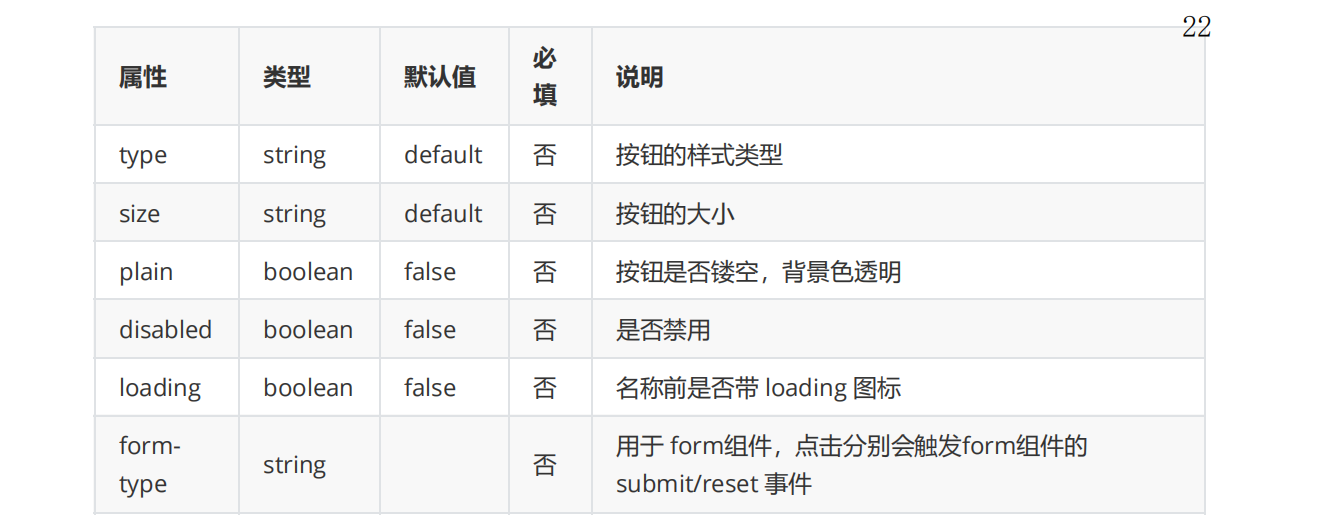 22
属性 类型 默认值 必填 说明
type string default 否 按钮的样式类型
size string default 否 按钮的大小
plain boolean false 否 按钮是否镂空，背景色透明
disabled boolean false 否 是否禁用
loading boolean false 否 名称前是否带 loading 图标
form-
type string 否 用于 form组件，点击分别会触发form组件的
submit/reset 事件